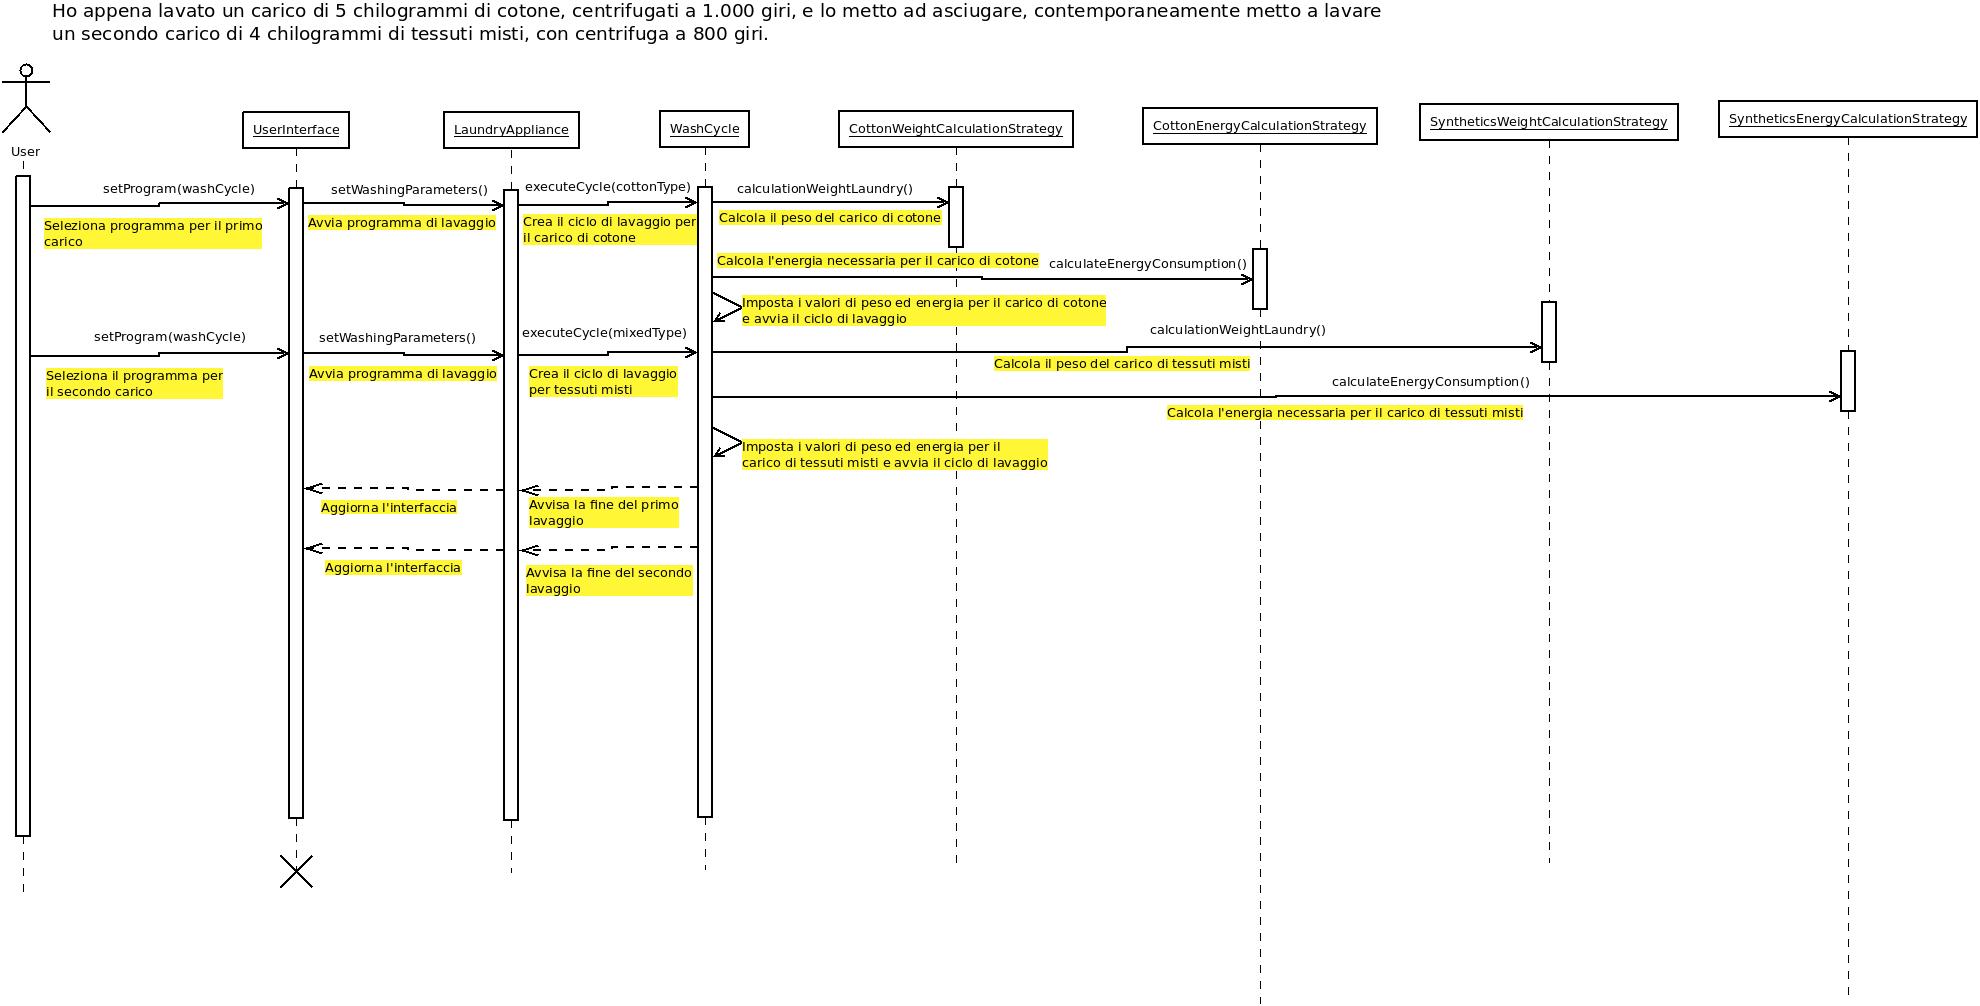 Ho appena lavato un carico di 5 chilogrammi di cotone, centrifugati a 1.000 giri, e lo metto ad asciugare, contemporaneamente metto a lavare
un secondo carico di 4 chilogrammi di tessuti misti, con centrifuga a 800 giri.
User
UserInterface
LaundryAppliance
WashCycle
CottonWeightCalculationStrategy
CottonEnergyCalculationStrategy
SyntheticsWeightCalculationStrategy
SyntheticsEnergyCalculationStrategy
setProgram(washCycle)
Seleziona programma per il primo
carico
setWashingParameters()
Avvia programma di lavaggio
executeCycle(cottonType)
Crea il ciclo di lavaggio per
il carico di cotone
calculationWeightLaundry()
Calcola il peso del carico di cotone
Calcola l'energia necessaria per il carico di cotone
calculateEnergyConsumption()
Imposta i valori di peso ed energia per il carico di cotone
e avvia il ciclo di lavaggio
setProgram(washCycle)
Seleziona il programma per
il secondo carico
setWashingParameters()
Avvia programma di lavaggio
executeCycle(mixedType)
Crea il ciclo di lavaggio
per tessuti misti
calculationWeightLaundry()
Calcola il peso del carico di tessuti misti
calculateEnergyConsumption()
Calcola l'energia necessaria per il carico di tessuti misti
Imposta i valori di peso ed energia per il
carico di tessuti misti e avvia il ciclo di lavaggio
Avvisa la fine del primo
lavaggio
Aggiorna l'interfaccia
Avvisa la fine del secondo
lavaggio
Aggiorna l'interfaccia